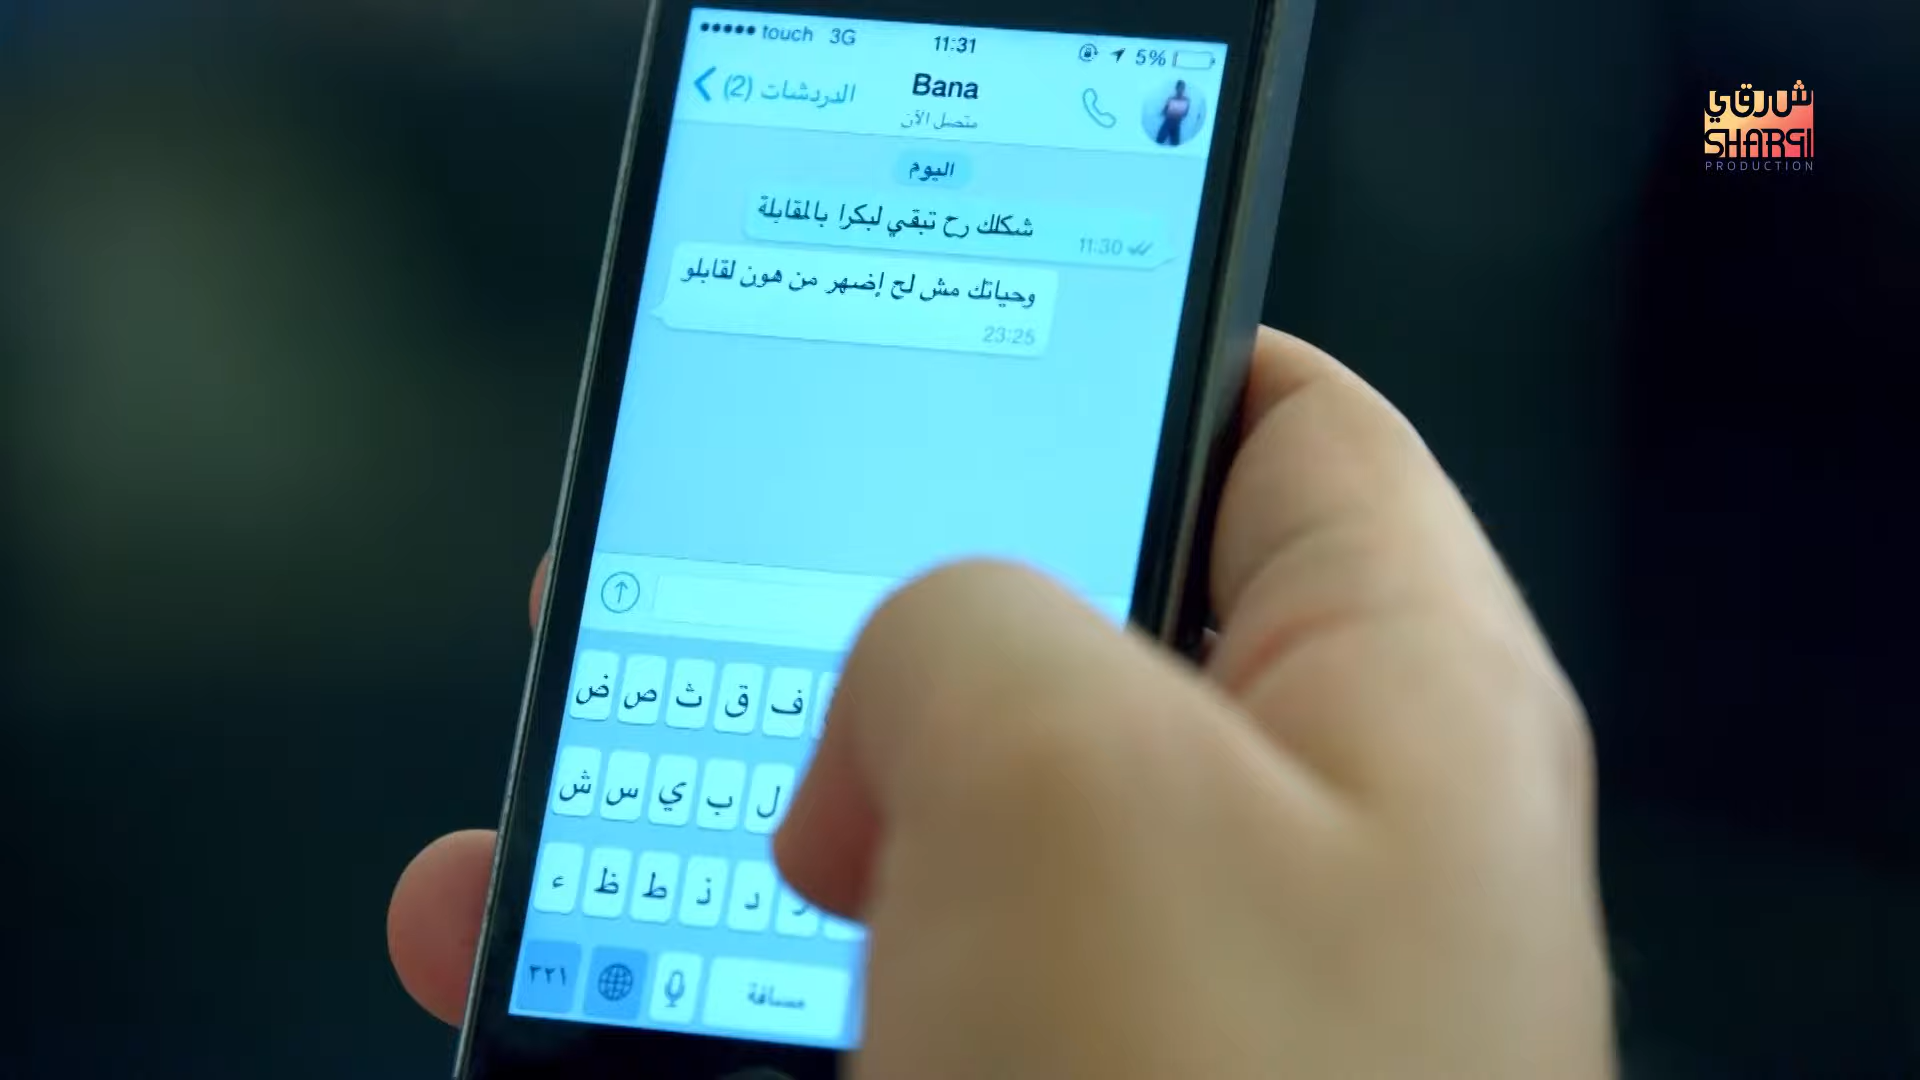 touch 3G 11:31 5%
الدردشات (2)
Bana
متصل الآن
اليوم
شكلك رح تبقي لبكرا بالمقابلة
11:30
وحياتك مش لح إضهر من هون لقابلو
23:25
ض ص ث ق ف
ش س ي ب ل
ء ظ ط ذ د ر
٣٢١ مسافة
شرقي
SHARQI
PRODUCTION